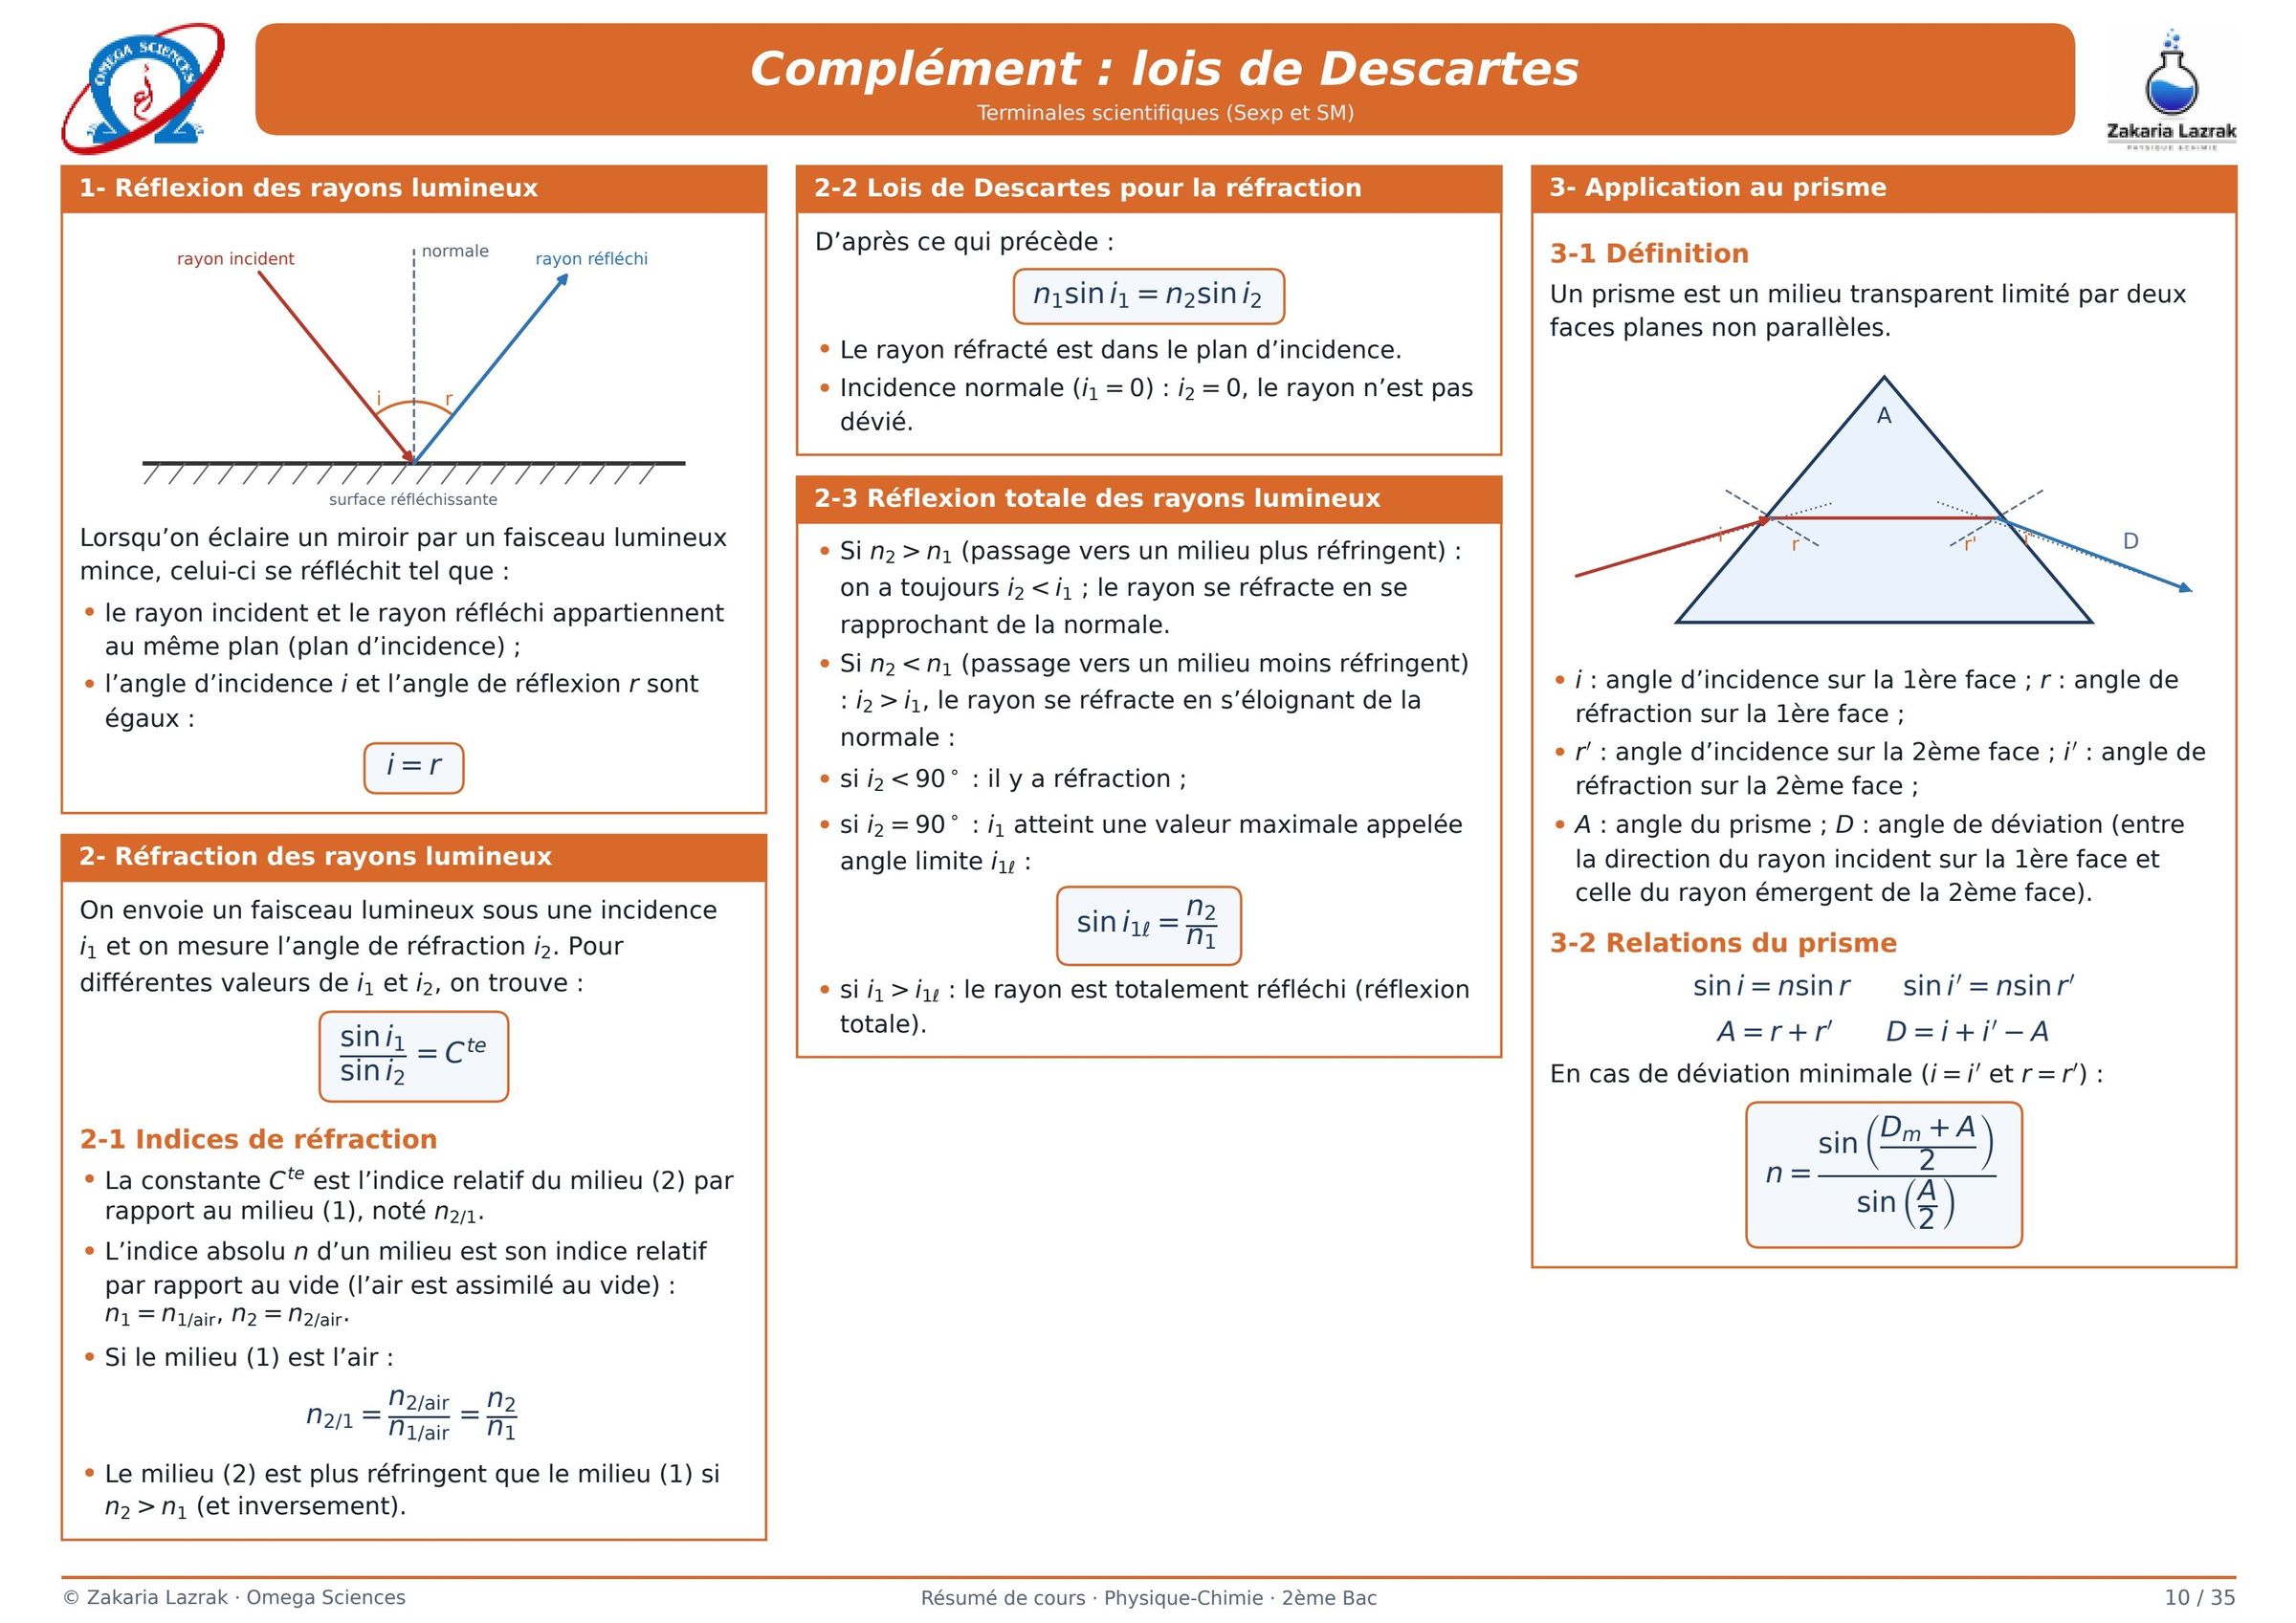 OMEGA SCIENCES
Complément : lois de Descartes
Terminales scientifiques (Sexp et SM)
Zakaria Lazrak
1- Réflexion des rayons lumineux
rayon incident
normale
rayon réfléchi
i
r
surface réfléchissante
Lorsqu’on éclaire un miroir par un faisceau lumineux
mince, celui-ci se réfléchit tel que :
• le rayon incident et le rayon réfléchi appartiennent
au même plan (plan d’incidence) ;
• l’angle d’incidence i et l’angle de réflexion r sont
égaux :
i = r
2- Réfraction des rayons lumineux
On envoie un faisceau lumineux sous une incidence
i₁ et on mesure l’angle de réfraction i₂. Pour
différentes valeurs de i₁ et i₂, on trouve :
sin i₁ / sin i₂ = Cᵗᵉ
2-1 Indices de réfraction
• La constante Cᵗᵉ est l’indice relatif du milieu (2) par
rapport au milieu (1), noté n₂/₁.
• L’indice absolu n d’un milieu est son indice relatif
par rapport au vide (l’air est assimilé au vide) :
n₁ = n₁/air, n₂ = n₂/air.
• Si le milieu (1) est l’air :
n₂/₁ = n₂/air / n₁/air = n₂ / n₁
• Le milieu (2) est plus réfringent que le milieu (1) si
n₂ > n₁ (et inversement).
2-2 Lois de Descartes pour la réfraction
D’après ce qui précède :
n₁ sin i₁ = n₂ sin i₂
• Le rayon réfracté est dans le plan d’incidence.
• Incidence normale (i₁ = 0) : i₂ = 0, le rayon n’est pas
dévié.
2-3 Réflexion totale des rayons lumineux
• Si n₂ > n₁ (passage vers un milieu plus réfringent) :
on a toujours i₂ < i₁ ; le rayon se réfracte en se
rapprochant de la normale.
• Si n₂ < n₁ (passage vers un milieu moins réfringent)
: i₂ > i₁, le rayon se réfracte en s’éloignant de la
normale :
• si i₂ < 90° : il y a réfraction ;
• si i₂ = 90° : i₁ atteint une valeur maximale appelée
angle limite i₁ℓ :
sin i₁ℓ = n₂ / n₁
• si i₁ > i₁ℓ : le rayon est totalement réfléchi (réflexion
totale).
3- Application au prisme
3-1 Définition
Un prisme est un milieu transparent limité par deux
faces planes non parallèles.
A
i
r
r'
D
• i : angle d’incidence sur la 1ère face ; r : angle de
réfraction sur la 1ère face ;
• r′ : angle d’incidence sur la 2ème face ; i′ : angle de
réfraction sur la 2ème face ;
• A : angle du prisme ; D : angle de déviation (entre
la direction du rayon incident sur la 1ère face et
celle du rayon émergent de la 2ème face).
3-2 Relations du prisme
sin i = n sin r    sin i′ = n sin r′
A = r + r′    D = i + i′ − A
En cas de déviation minimale (i = i′ et r = r′) :
n = sin((Dₘ + A)/2) / sin(A/2)
© Zakaria Lazrak · Omega Sciences
Résumé de cours · Physique-Chimie · 2ème Bac
10 / 35